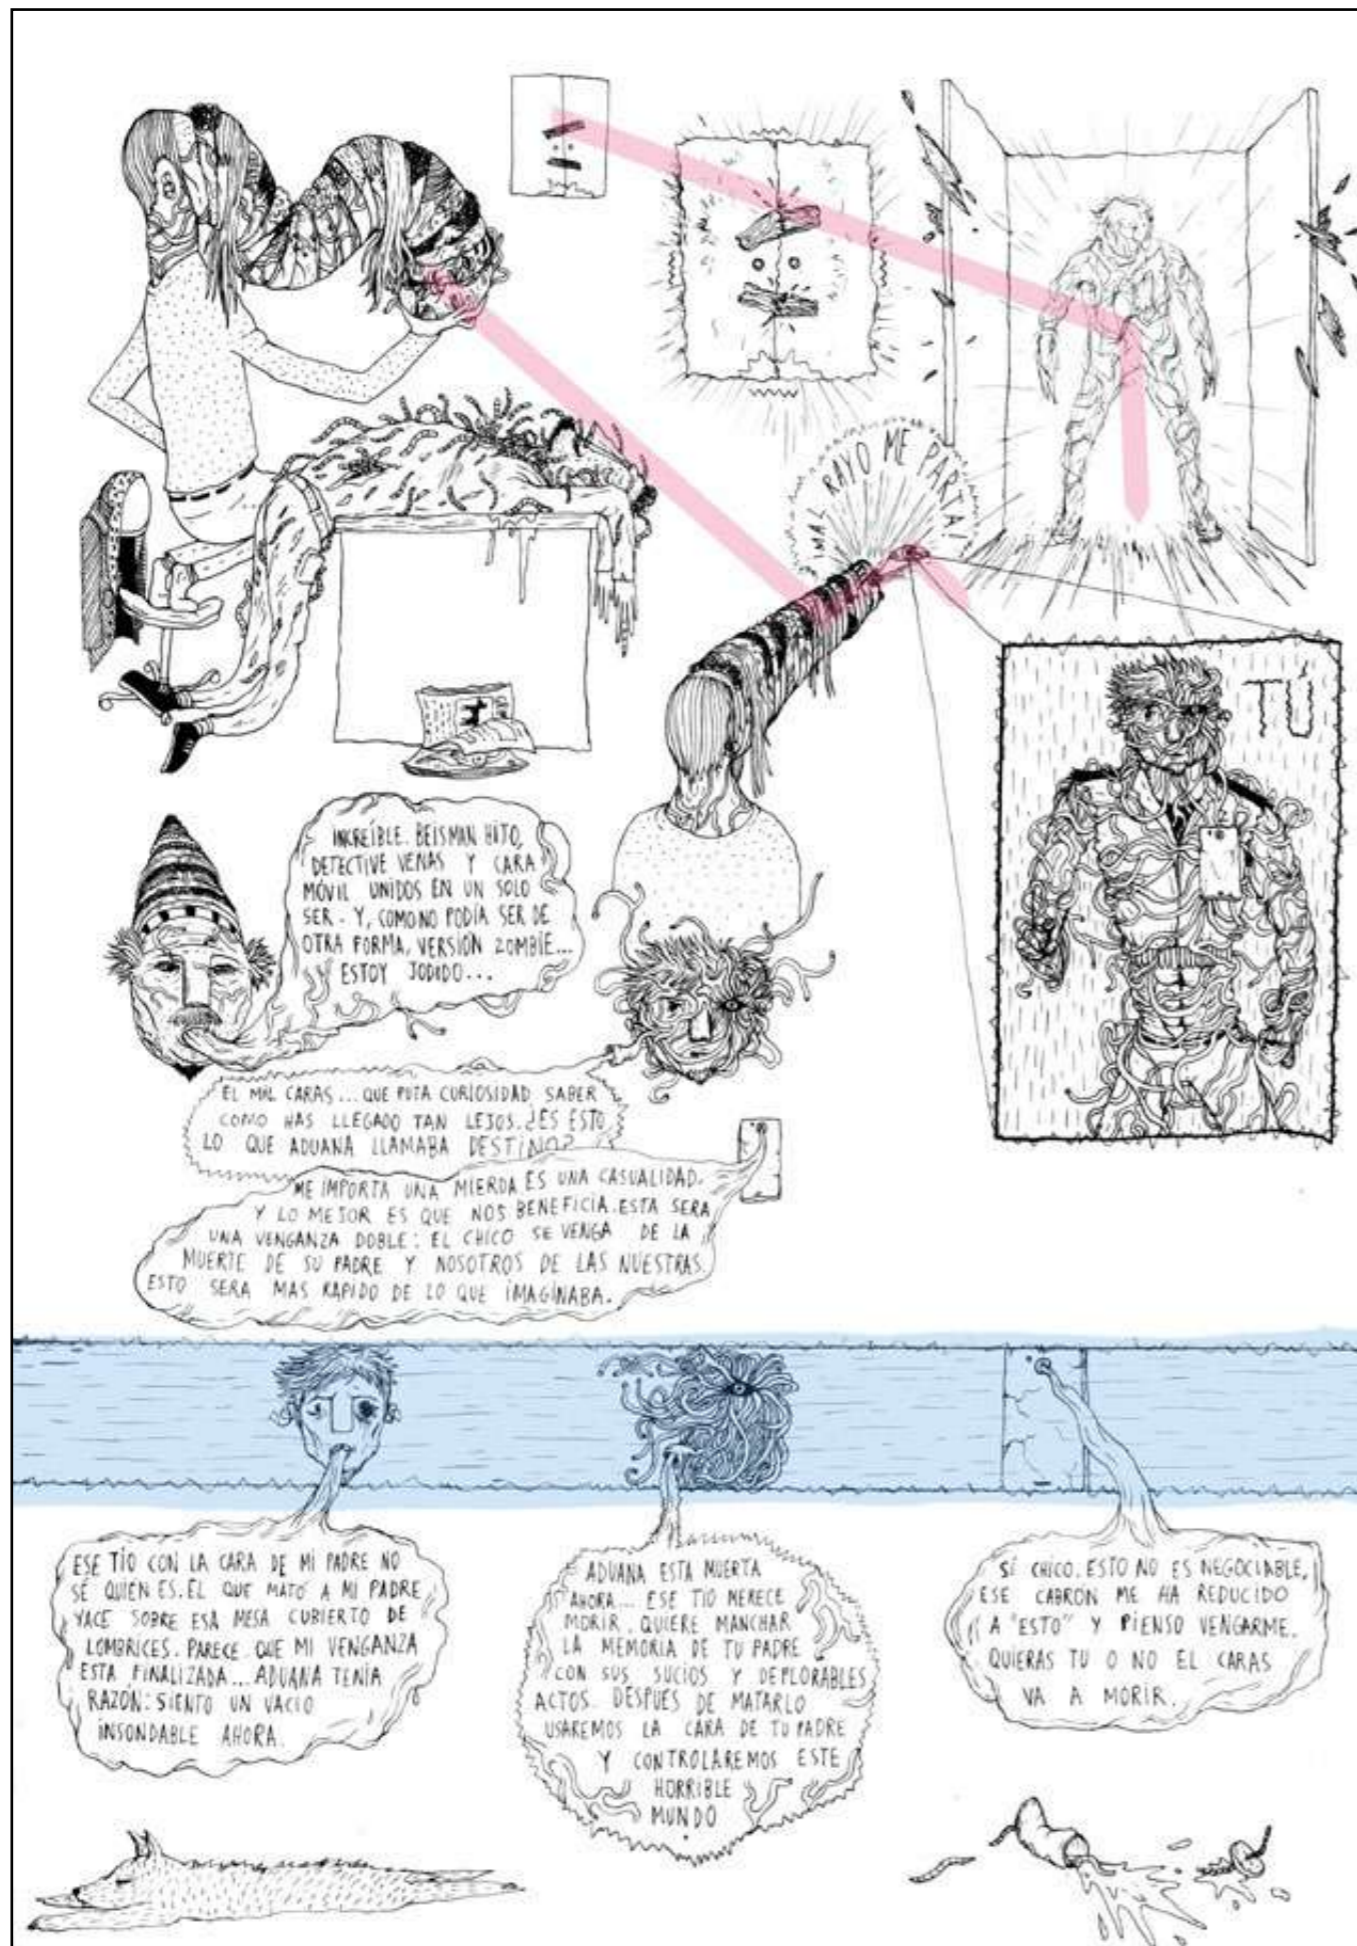 ¡MAL RAYO ME PARTA!
TÚ
INCREÍBLE. BEISMAN HITO,
DETECTIVE VENAS Y CARA
MÓVIL UNIDOS EN UN SOLO
SER. Y, COMO NO PODÍA SER DE
OTRA FORMA, VERSIÓN ZOMBIE...
ESTOY JODIDO...
EL MIL CARAS... QUE PUTA CURIOSIDAD SABER
COMO HAS LLEGADO TAN LEJOS. ¿ES ESTO
LO QUE ADUANA LLAMABA DESTINO?
ME IMPORTA UNA MIERDA ES UNA CASUALIDAD.
Y LO MEJOR ES QUE NOS BENEFICIA. ESTA SERA
UNA VENGANZA DOBLE: EL CHICO SE VENGA DE LA
MUERTE DE SU PADRE Y NOSOTROS DE LAS NUESTRAS.
ESTO SERA MAS RAPIDO DE LO QUE IMAGINABA.
ESE TÍO CON LA CARA DE MI PADRE NO
SÉ QUIEN ES. EL QUE MATÓ A MI PADRE
YACE SOBRE ESA MESA CUBIERTO DE
LOMBRICES. PARECE QUE MI VENGANZA
ESTA FINALIZADA... ADUANA TENÍA
RAZÓN: SIENTO UN VACIO
INSONDABLE AHORA.
ADUANA ESTA MUERTA
AHORA... ESE TIO MERECE
MORIR. QUIERE MANCHAR
LA MEMORIA DE TU PADRE
CON SUS SUCIOS Y DEPLORABLES
ACTOS. DESPUÉS DE MATARLO
USAREMOS LA CARA DE TU PADRE
Y CONTROLAREMOS ESTE
HORRIBLE
MUNDO
SÍ CHICO. ESTO NO ES NEGOCIABLE,
ESE CABRON ME HA REDUCIDO
A "ESTO" Y PIENSO VENGARME.
QUIERAS TU O NO EL CARAS
VA A MORIR.